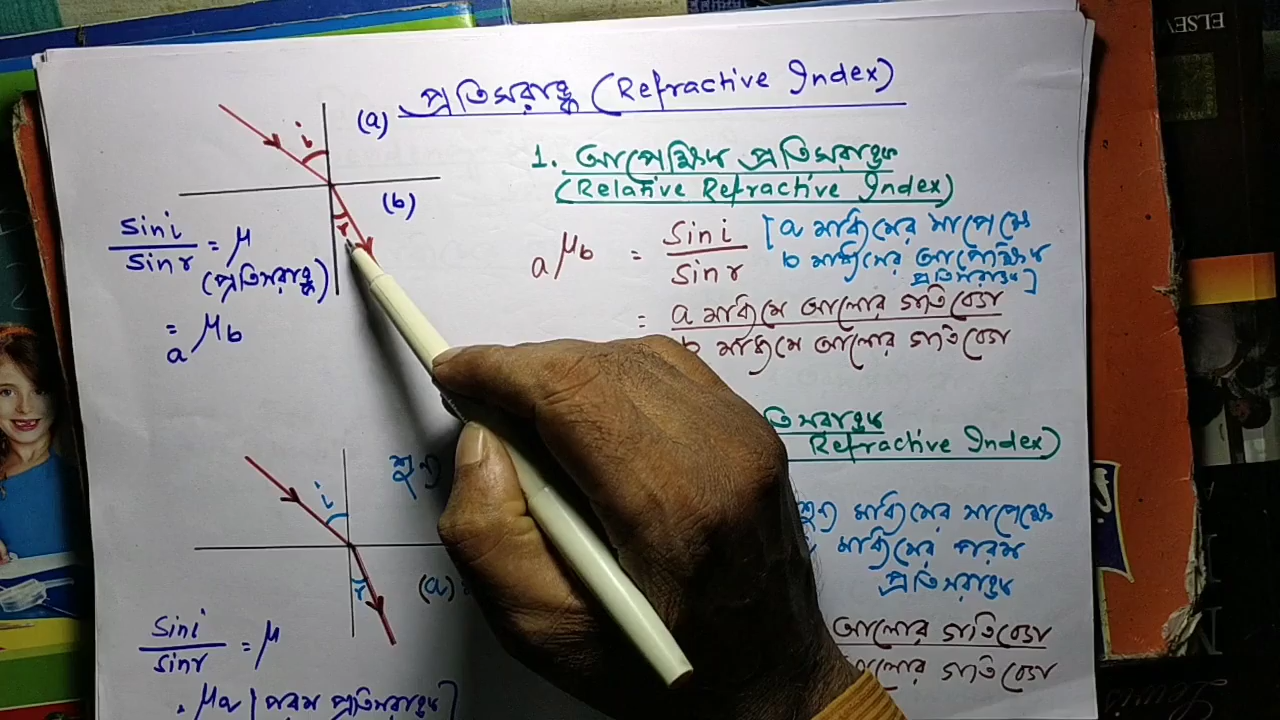 প্রতিসরাঙ্ক (Refractive Index)
(a)
i
(b)
r
sin i / sin r = μ
(প্রতিসরাঙ্ক)
= aμb
1. আপেক্ষিক প্রতিসরাঙ্ক
(Relative Refractive Index)
aμb = sin i / sin r [a মাধ্যমের সাপেক্ষে
b মাধ্যমের আপেক্ষিক
প্রতিসরাঙ্ক]
= a মাধ্যমে আলোর গতিবেগ
b মাধ্যমে আলোর গতিবেগ
তিসরাঙ্ক
Refractive Index)
শূন্য
i
(a)
r
শূন্য মাধ্যমের সাপেক্ষে
মাধ্যমের পরম
প্রতিসরাঙ্ক
আলোর গতিবেগ
আলোর গতিবেগ
sin i / sin r = μ
μa [পরম প্রতিসরাঙ্ক]
ELSEV